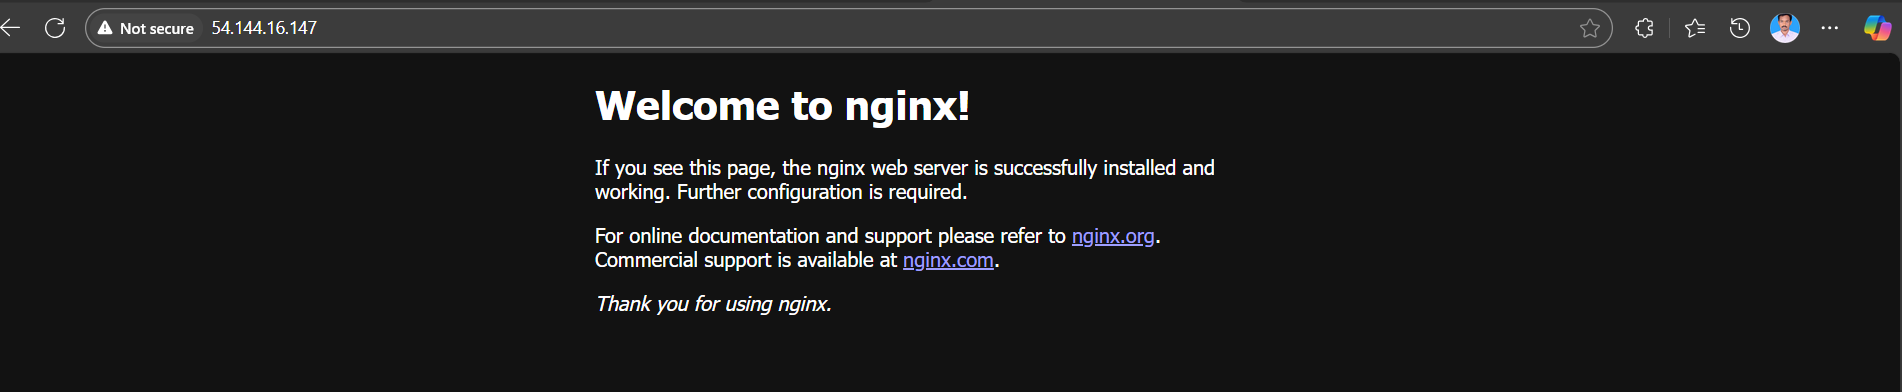 Not secure 54.144.16.147
Welcome to nginx!
If you see this page, the nginx web server is successfully installed and
working. Further configuration is required.
For online documentation and support please refer to nginx.org.
Commercial support is available at nginx.com.
Thank you for using nginx.